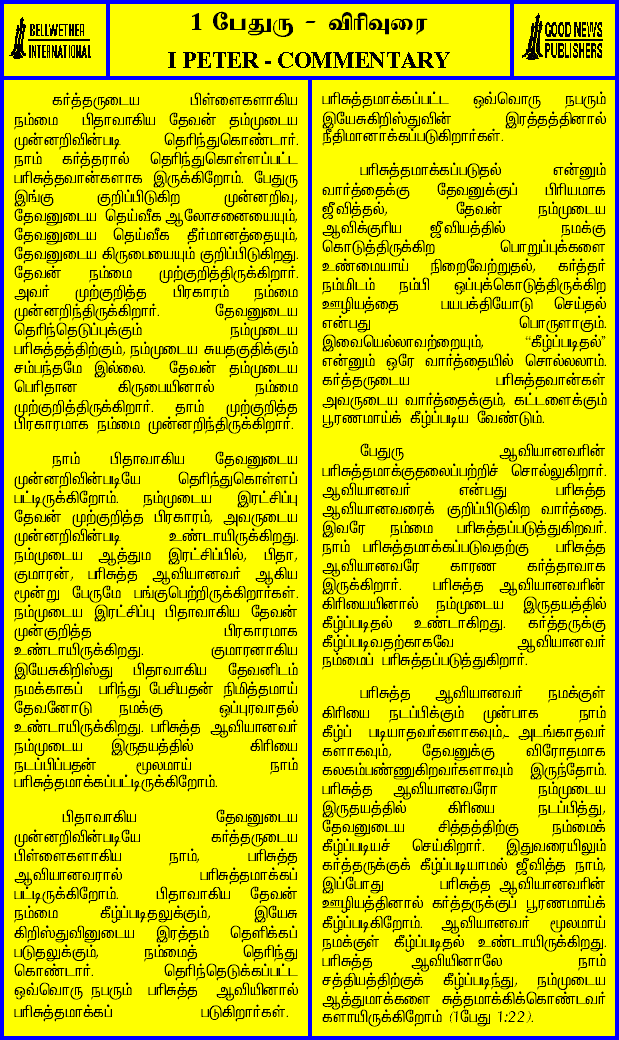 BELLWETHER
INTERNATIONAL
1 பேதுரு - விரிவுரை
I PETER - COMMENTARY
GOOD NEWS
PUBLISHERS
கர்த்தருடைய பிள்ளைகளாகிய
நம்மை பிதாவாகிய தேவன் தம்முடைய
முன்னறிவின்படி தெரிந்துகொண்டார்.
நாம் கர்த்தரால் தெரிந்துகொள்ளப்பட்ட
பரிசுத்தவான்களாக இருக்கிறோம். பேதுரு
இங்கு குறிப்பிடுகிற முன்னறிவு,
தேவனுடைய தெய்வீக ஆலோசனையையும்,
தேவனுடைய தெய்வீக தீர்மானத்தையும்,
தேவனுடைய கிருபையையும் குறிப்பிடுகிறது.
தேவன் நம்மை முற்குறித்திருக்கிறார்.
அவர் முற்குறித்த பிரகாரம் நம்மை
முன்னறிந்திருக்கிறார். தேவனுடைய
தெரிந்தெடுப்புக்கும் நம்முடைய
பரிசுத்தத்திற்கும், நம்முடைய சுயதகுதிக்கும்
சம்பந்தமே இல்லை. தேவன் தம்முடைய
பெரிதான கிருபையினால் நம்மை
முற்குறித்திருக்கிறார். தாம் முற்குறித்த
பிரகாரமாக நம்மை முன்னறிந்திருக்கிறார்.
நாம் பிதாவாகிய தேவனுடைய
முன்னறிவின்படியே தெரிந்துகொள்ளப்
பட்டிருக்கிறோம். நம்முடைய இரட்சிப்பு
தேவன் முற்குறித்த பிரகாரம், அவருடைய
முன்னறிவின்படி உண்டாயிருக்கிறது.
நம்முடைய ஆத்தும இரட்சிப்பில், பிதா,
குமாரன், பரிசுத்த ஆவியானவர் ஆகிய
மூன்று பேருமே பங்குபெற்றிருக்கிறார்கள்.
நம்முடைய இரட்சிப்பு பிதாவாகிய தேவன்
முன்குறித்த பிரகாரமாக
உண்டாயிருக்கிறது. குமாரனாகிய
இயேசுகிறிஸ்து பிதாவாகிய தேவனிடம்
நமக்காகப் பரிந்து பேசியதன் நிமித்தமாய்
தேவனோடு நமக்கு ஒப்புரவாதல்
உண்டாயிருக்கிறது. பரிசுத்த ஆவியானவர்
நம்முடைய இருதயத்தில் கிரியை
நடப்பிப்பதன் மூலமாய் நாம்
பரிசுத்தமாக்கப்பட்டிருக்கிறோம்.
பிதாவாகிய தேவனுடைய
முன்னறிவின்படியே கர்த்தருடைய
பிள்ளைகளாகிய நாம், பரிசுத்த
ஆவியானவரால் பரிசுத்தமாக்கப்
பட்டிருக்கிறோம். பிதாவாகிய தேவன்
நம்மை கீழ்ப்படிதலுக்கும், இயேசு
கிறிஸ்துவினுடைய இரத்தம் தெளிக்கப்
படுதலுக்கும், நம்மைத் தெரிந்து
கொண்டார். தெரிந்தெடுக்கப்பட்ட
ஒவ்வொரு நபரும் பரிசுத்த ஆவியினால்
பரிசுத்தமாக்கப் படுகிறார்கள்.
பரிசுத்தமாக்கப்பட்ட ஒவ்வொரு நபரும்
இயேசுகிறிஸ்துவின் இரத்தத்தினால்
நீதிமானாக்கப்படுகிறார்கள்.
பரிசுத்தமாக்கப்படுதல் என்னும்
வார்த்தைக்கு தேவனுக்குப் பிரியமாக
ஜீவித்தல், தேவன் நம்முடைய
ஆவிக்குரிய ஜீவியத்தில் நமக்கு
கொடுத்திருக்கிற பொறுப்புக்களை
உண்மையாய் நிறைவேற்றுதல், கர்த்தர்
நம்மிடம் நம்பி ஒப்புக்கொடுத்திருக்கிற
ஊழியத்தை பயபக்தியோடு செய்தல்
என்பது பொருளாகும்.
இவையெல்லாவற்றையும், “கீழ்ப்படிதல்”
என்னும் ஒரே வார்த்தையில் சொல்லலாம்.
கர்த்தருடைய பரிசுத்தவான்கள்
அவருடைய வார்த்தைக்கும், கட்டளைக்கும்
பூரணமாய்க் கீழ்ப்படிய வேண்டும்.
பேதுரு ஆவியானவரின்
பரிசுத்தமாக்குதலைப்பற்றிச் சொல்லுகிறார்.
ஆவியானவர் என்பது பரிசுத்த
ஆவியானவரைக் குறிப்பிடுகிற வார்த்தை.
இவரே நம்மை பரிசுத்தப்படுத்துகிறவர்.
நாம் பரிசுத்தமாக்கப்படுவதற்கு பரிசுத்த
ஆவியானவரே காரண கர்த்தாவாக
இருக்கிறார். பரிசுத்த ஆவியானவரின்
கிரியையினால் நம்முடைய இருதயத்தில்
கீழ்ப்படிதல் உண்டாகிறது. கர்த்தருக்கு
கீழ்ப்படிவதற்காகவே ஆவியானவர்
நம்மைப் பரிசுத்தப்படுத்துகிறார்.
பரிசுத்த ஆவியானவர் நமக்குள்
கிரியை நடப்பிக்கும் முன்பாக நாம்
கீழ்ப் படியாதவர்களாகவும்,. அடங்காதவர்
களாகவும், தேவனுக்கு விரோதமாக
கலகம்பண்ணுகிறவர்களாவும் இருந்தோம்.
பரிசுத்த ஆவியானவரோ நம்முடைய
இருதயத்தில் கிரியை நடப்பித்து,
தேவனுடைய சித்தத்திற்கு நம்மைக்
கீழ்ப்படியச் செய்கிறார். இதுவரையிலும்
கர்த்தருக்குக் கீழ்ப்படியாமல் ஜீவித்த நாம்,
இப்போது பரிசுத்த ஆவியானவரின்
ஊழியத்தினால் கர்த்தருக்குப் பூரணமாய்க்
கீழ்ப்படிகிறோம். ஆவியானவர் மூலமாய்
நமக்குள் கீழ்ப்படிதல் உண்டாயிருக்கிறது.
பரிசுத்த ஆவியினாலே நாம்
சத்தியத்திற்குக் கீழ்ப்படிந்து, நம்முடைய
ஆத்துமாக்களை சுத்தமாக்கிக்கொண்டவர்
களாயிருக்கிறோம் (1பேது 1:22).